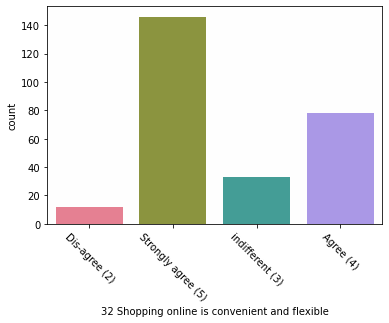 140
120
100
80
60
40
20
0
count
Dis-agree (2)
Strongly agree (5)
indifferent (3)
Agree (4)
32 Shopping online is convenient and flexible